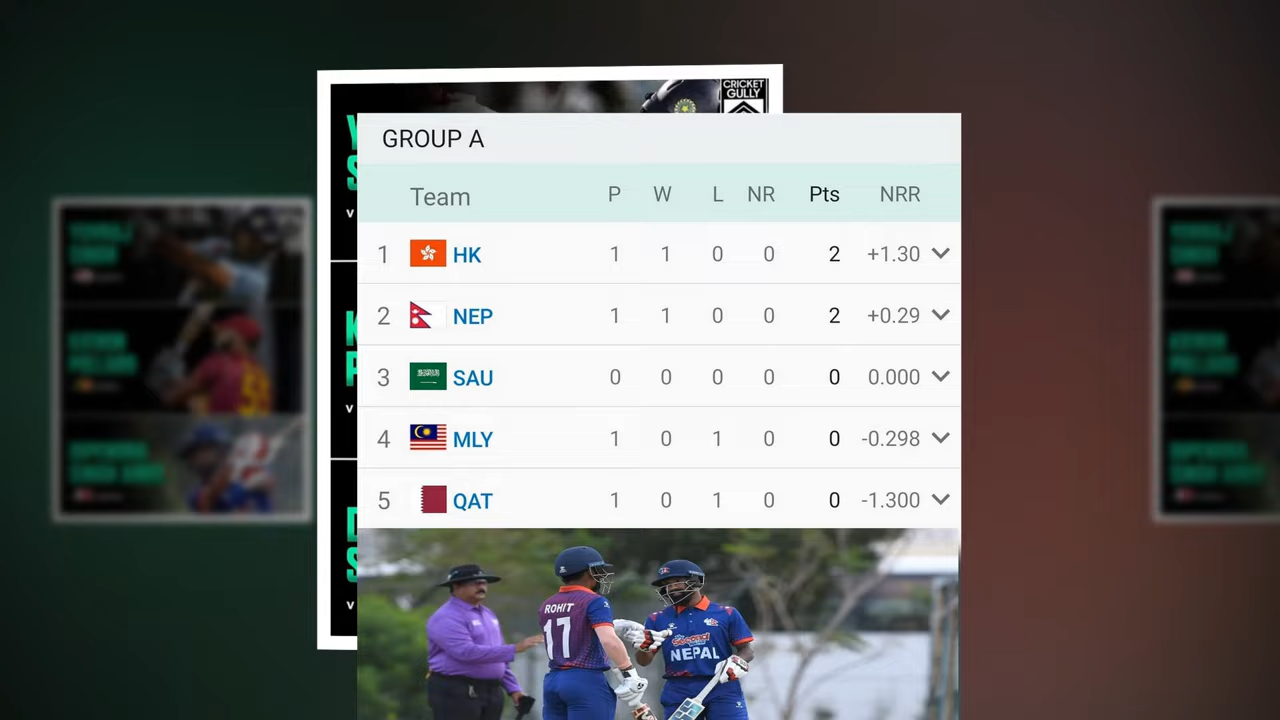 CRICKET
GULLY
GROUP A
Team P W L NR Pts NRR
1 HK 1 1 0 0 2 +1.30
2 NEP 1 1 0 0 2 +0.29
3 SAU 0 0 0 0 0 0.000
4 MLY 1 0 1 0 0 -0.298
5 QAT 1 0 1 0 0 -1.300
ROHIT
17
NEPAL